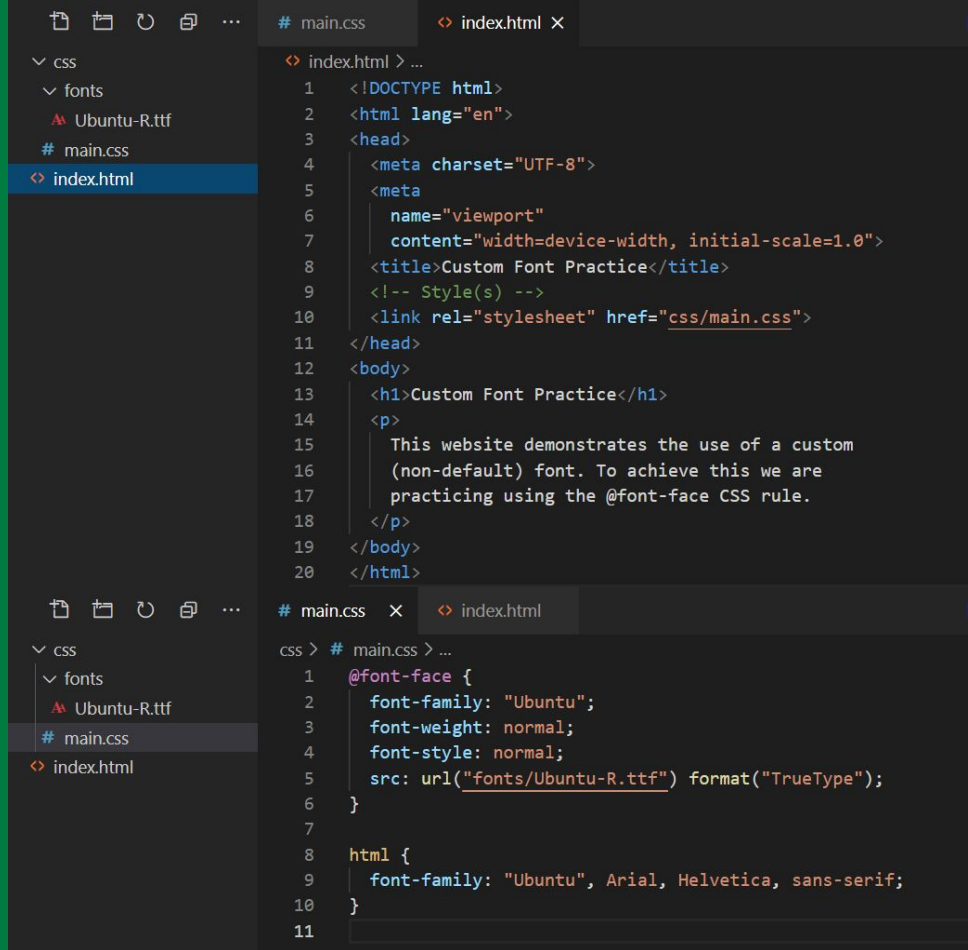 # main.css
<> index.html ×
css
fonts
Ubuntu-R.ttf
# main.css
<> index.html
<> index.html > ...
1 <!DOCTYPE html>
2 <html lang="en">
3 <head>
4 <meta charset="UTF-8">
5 <meta
6 name="viewport"
7 content="width=device-width, initial-scale=1.0">
8 <title>Custom Font Practice</title>
9 <!-- Style(s) -->
10 <link rel="stylesheet" href="css/main.css">
11 </head>
12 <body>
13 <h1>Custom Font Practice</h1>
14 <p>
15 This website demonstrates the use of a custom
16 (non-default) font. To achieve this we are
17 practicing using the @font-face CSS rule.
18 </p>
19 </body>
20 </html>
# main.css ×
<> index.html
css
fonts
Ubuntu-R.ttf
# main.css
<> index.html
css > # main.css > ...
1 @font-face {
2 font-family: "Ubuntu";
3 font-weight: normal;
4 font-style: normal;
5 src: url("fonts/Ubuntu-R.ttf") format("TrueType");
6 }
7
8 html {
9 font-family: "Ubuntu", Arial, Helvetica, sans-serif;
10 }
11